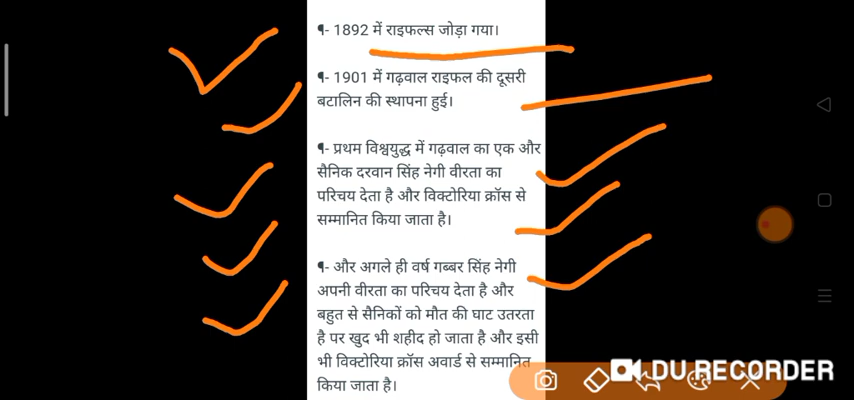 ¶- 1892 में राइफल्स जोड़ा गया।
¶- 1901 में गढ़वाल राइफल की दूसरी
बटालिन की स्थापना हुई।
¶- प्रथम विश्वयुद्ध में गढ़वाल का एक और
सैनिक दरवान सिंह नेगी वीरता का
परिचय देता है और विक्टोरिया क्रॉस से
सम्मानित किया जाता है।
¶- और अगले ही वर्ष गब्बर सिंह नेगी
अपनी वीरता का परिचय देता है और
बहुत से सैनिकों को मौत की घाट उतरता
है पर खुद भी शहीद हो जाता है और इसी
भी विक्टोरिया क्रॉस अवार्ड से सम्मानित
किया जाता है।
DU RECORDER